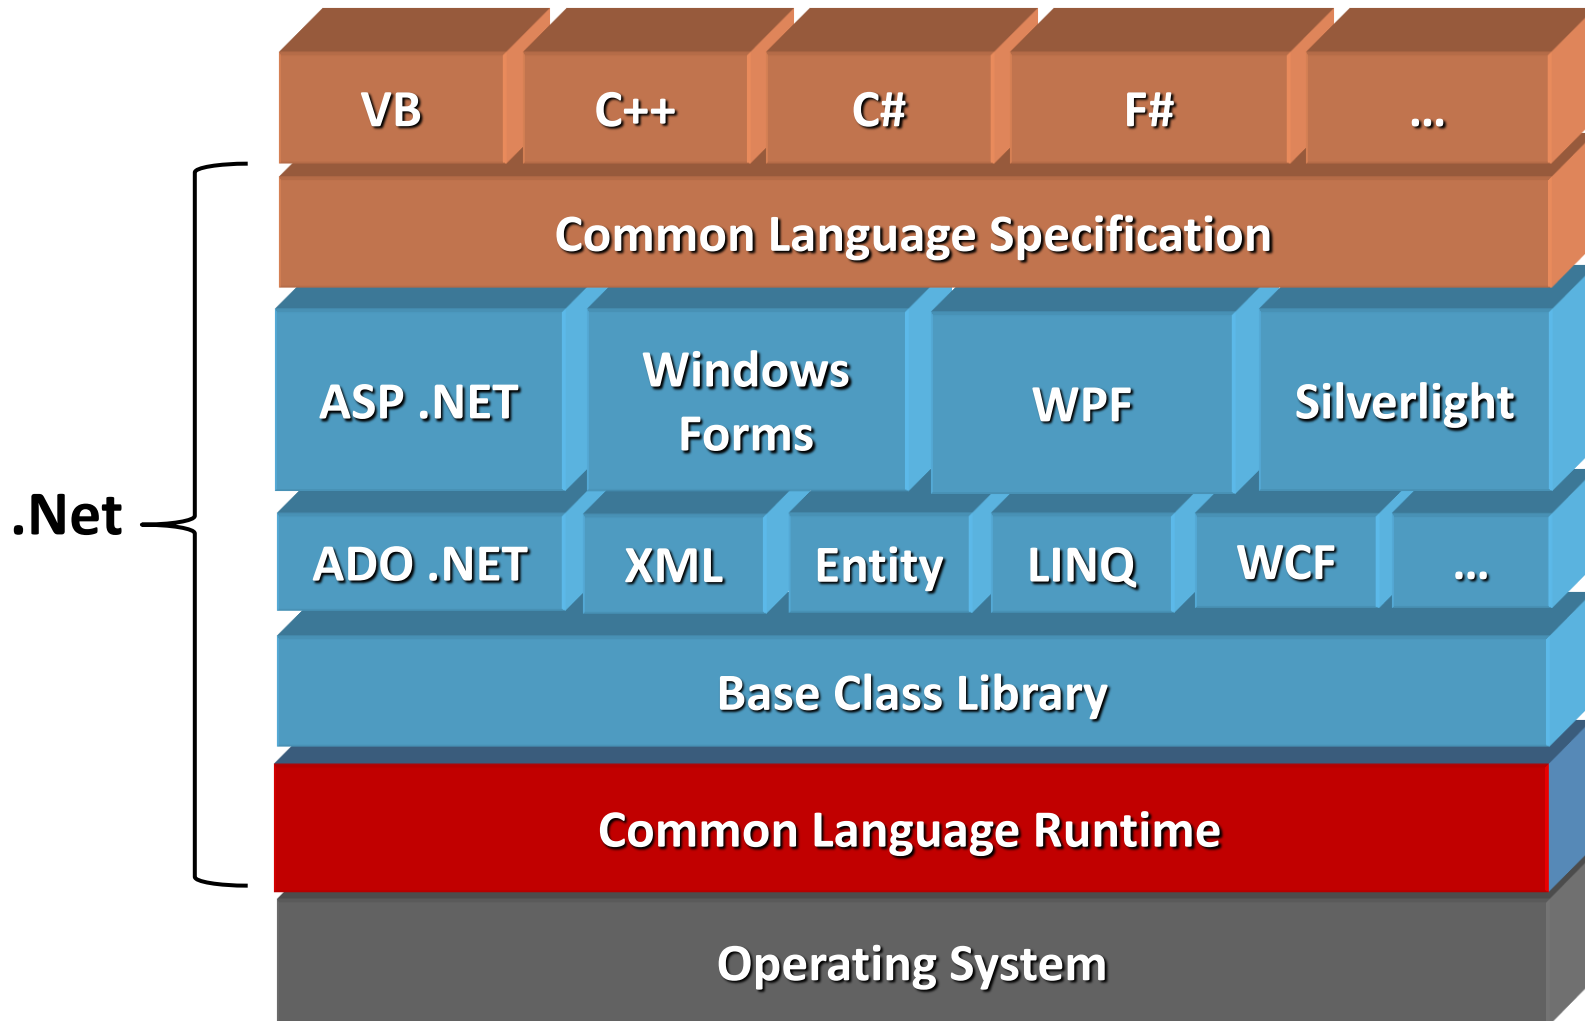 VB
C++
C#
F#
...
Common Language Specification
ASP .NET
Windows
Forms
WPF
Silverlight
.Net
ADO .NET
XML
Entity
LINQ
WCF
...
Base Class Library
Common Language Runtime
Operating System